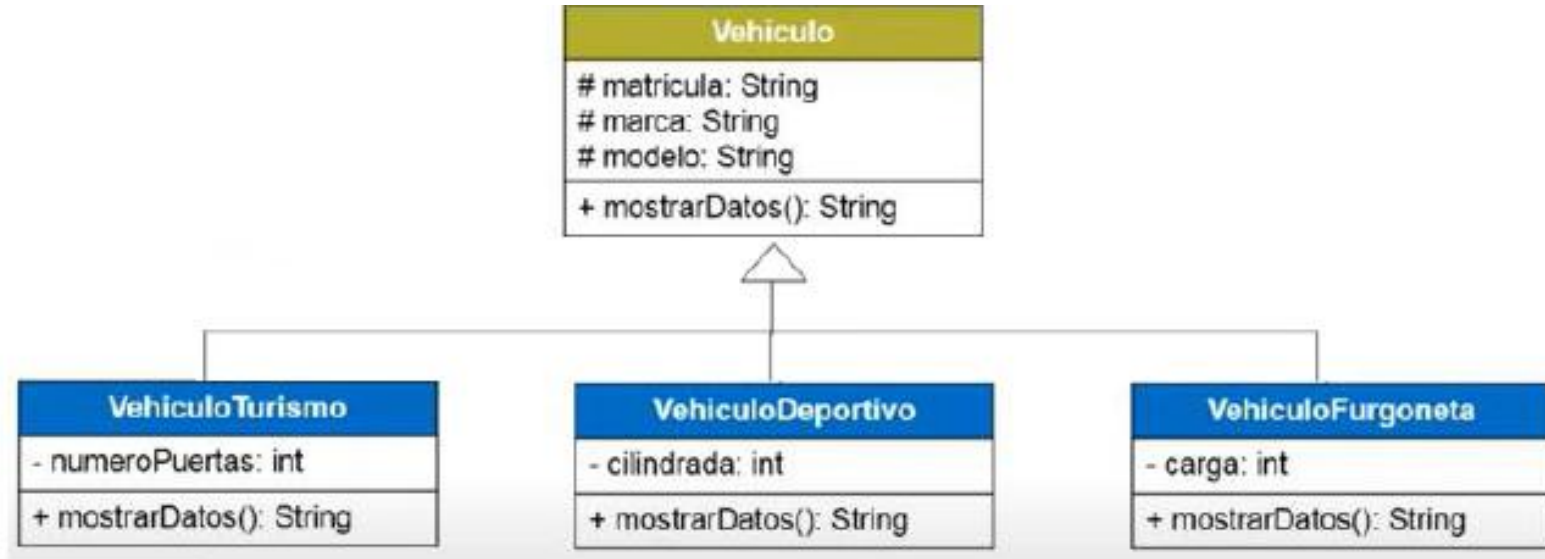 Vehiculo
# matricula: String
# marca: String
# modelo: String
+ mostrarDatos(): String
VehiculoTurismo
- numeroPuertas: int
+ mostrarDatos(): String
VehiculoDeportivo
- cilindrada: int
+ mostrarDatos(): String
VehiculoFurgoneta
- carga: int
+ mostrarDatos(): String